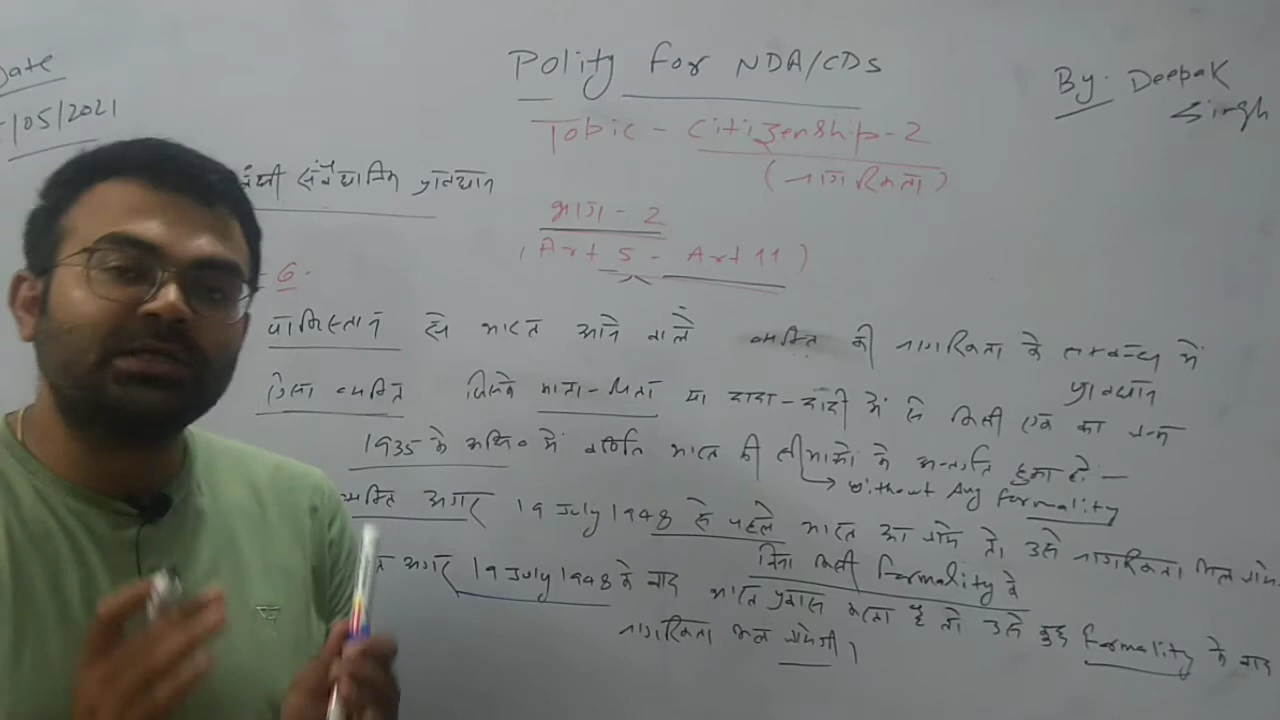 Date
/05/2021
Polity for NDA/CDs
By: Deepak
Singh
Topic - Citizenship-2
(नागरिकता)
संवैधानिक प्रावधान
भाग - 2
(Art 5 - Art 11)
- 6.
पाकिस्तान से भारत आने वाले व्यक्ति की नागरिकता के सम्बन्ध में
प्रावधान
ऐसा व्यक्ति जिसके माता-पिता या दादा-दादी में से किसी एक का जन्म
1935 के अधि० में वर्णित भारत की सीमाओं के अन्तर्गत हुआ हो -
→ Without Any formality
व्यक्ति अगर 19 July 1948 से पहले भारत आ गये तो उसे नागरिकता मिल
बिना किसी formality के
अगर 19 July 1948 के बाद भारत प्रवास करता है तो उसे कुछ formality के बाद
नागरिकता मिल जायेगी।